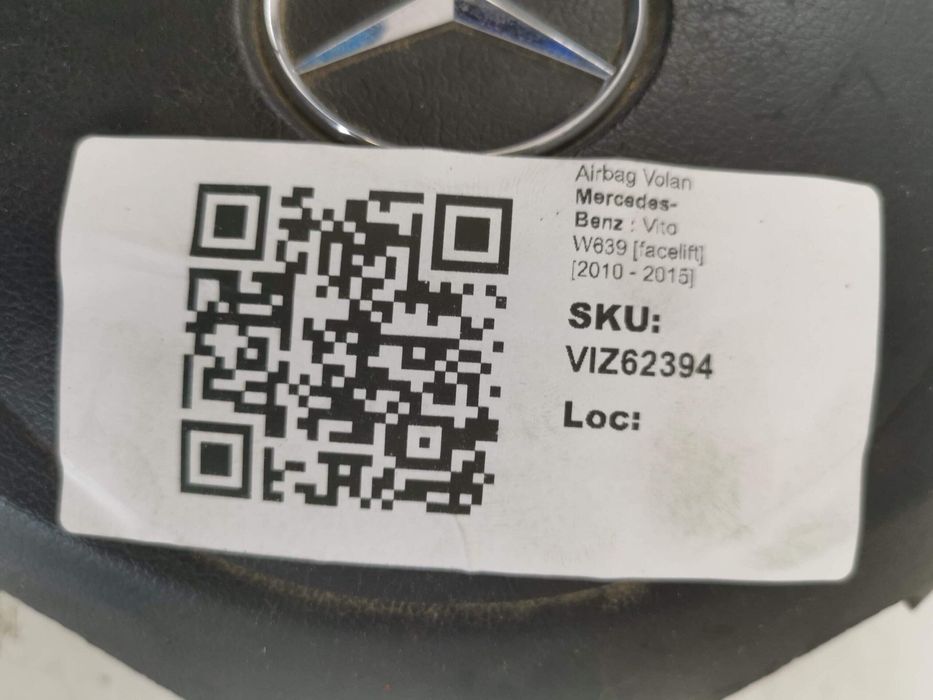 Airbag Volan
Mercedes-
Benz : Vito
W639 [facelift]
[2010 - 2015]
SKU:
VIZ62394
Loc: